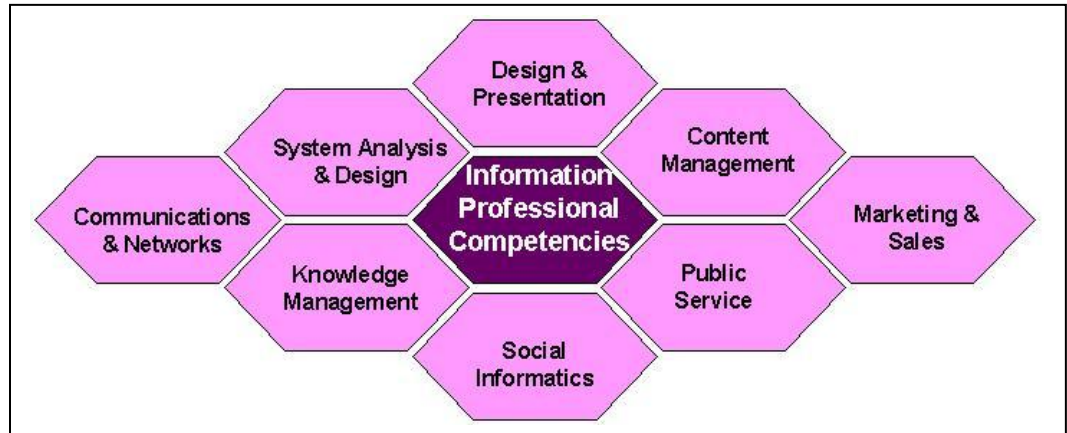 Design &
Presentation
System Analysis
& Design
Content
Management
Information
Professional
Competencies
Communications
& Networks
Marketing &
Sales
Knowledge
Management
Public
Service
Social
Informatics